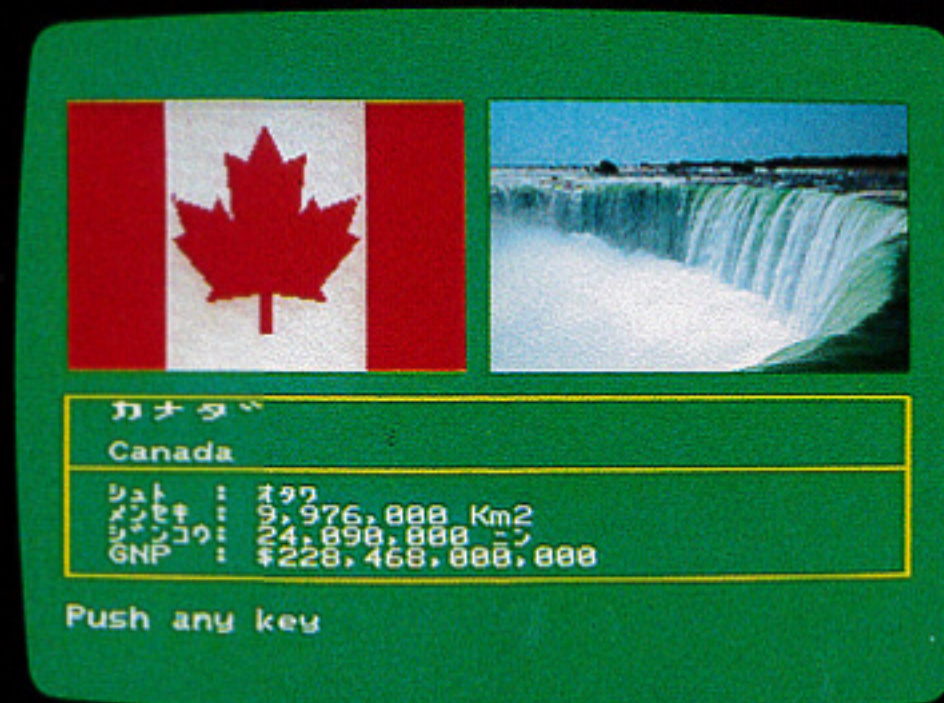 カナダ
Canada
シュト : オタワ
メンセキ : 9,976,000 Km2
ジンコウ: 24,090,000 ニン
GNP : $228,468,000,000
Push any key